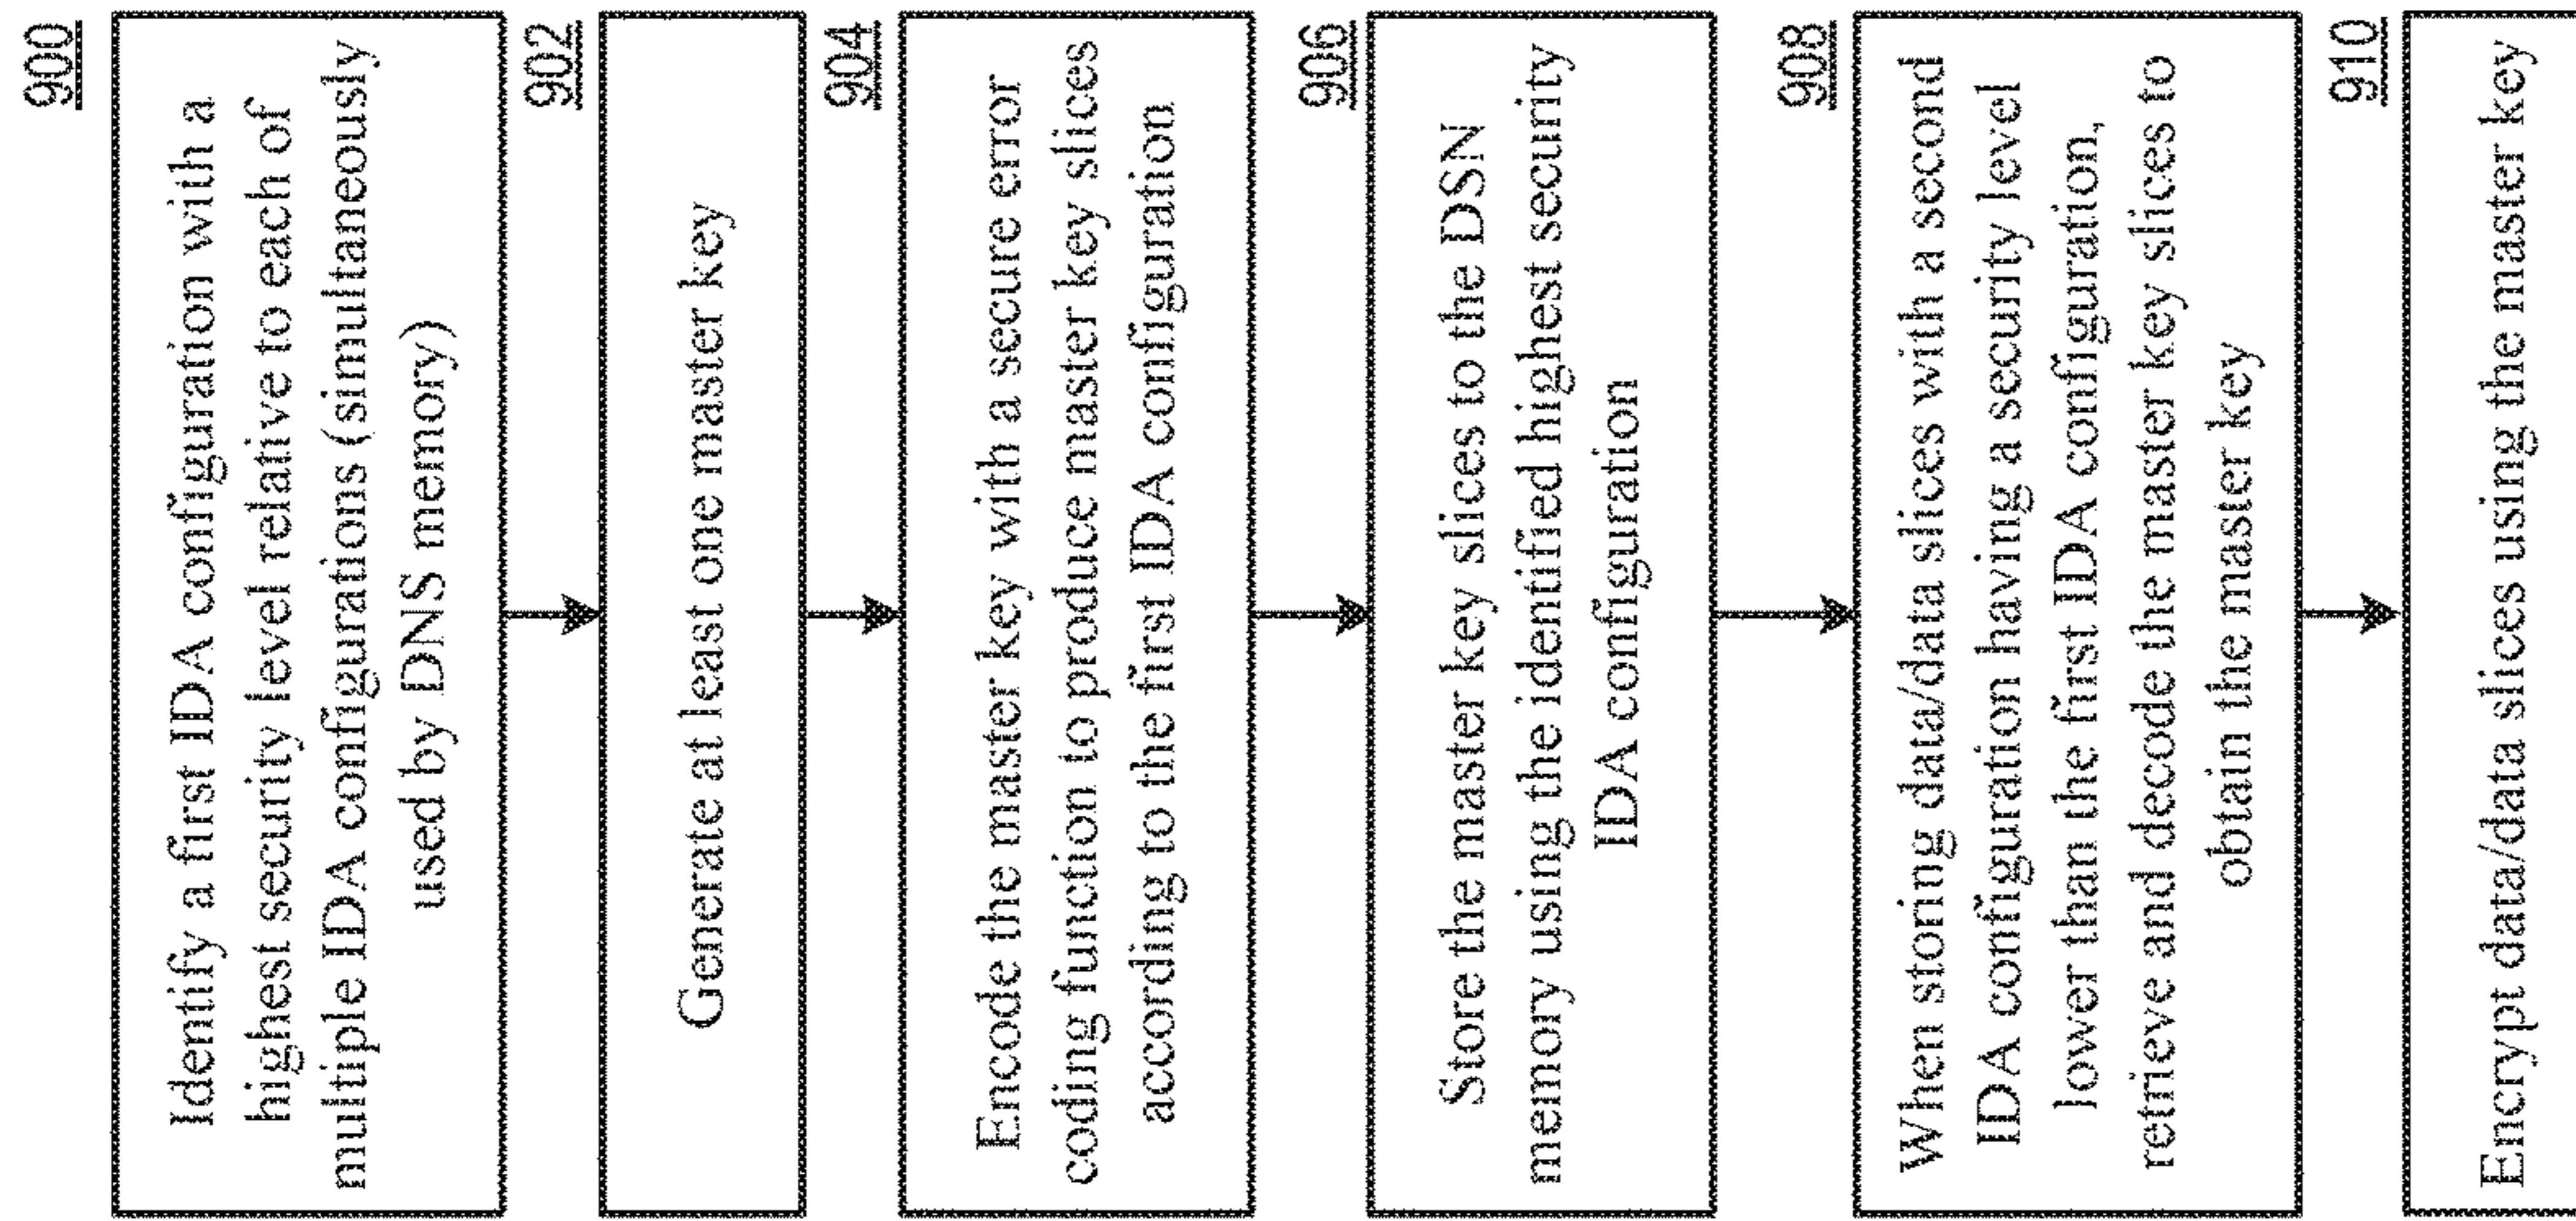 900
Identify a first IDA configuration with a
highest security level relative to each of
multiple IDA configurations (simultaneously
used by DNS memory)
902
Generate at least one master key
904
Encode the master key with a secure error
coding function to produce master key slices
according to the first IDA configuration
906
Store the master key slices to the DSN
memory using the identified highest security
IDA configuration
908
When storing data/data slices with a second
IDA configuration having a security level
lower than the first IDA configuration,
retrieve and decode the master key slices to
obtain the master key
910
Encrypt data/data slices using the master key